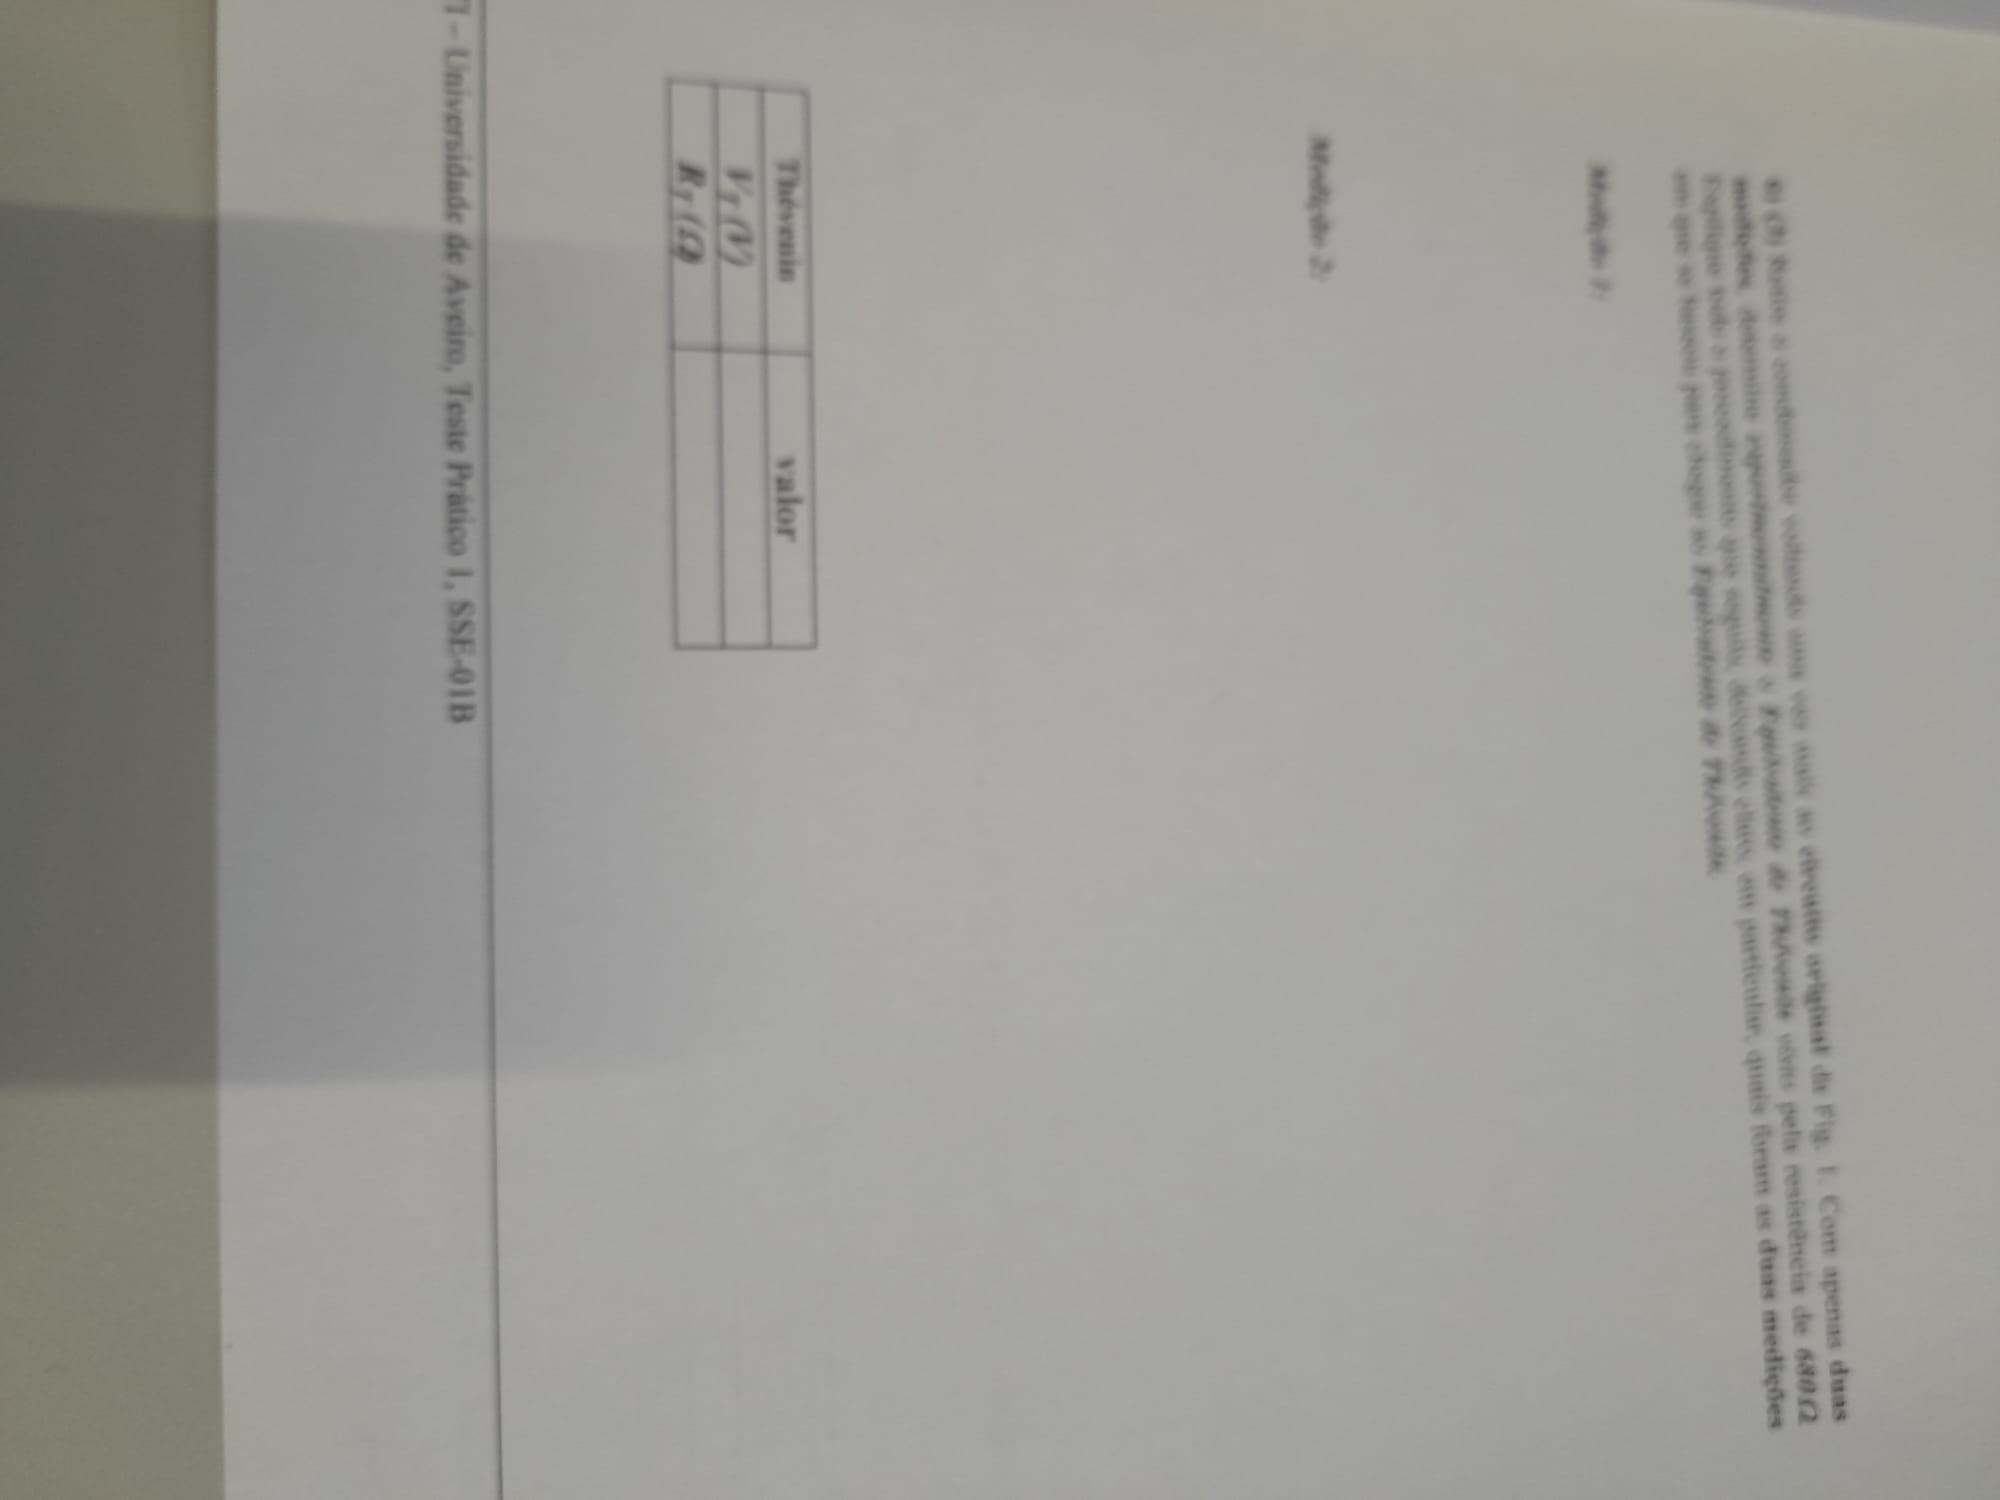 6) (3) Retire o condensador voltando uma vez mais ao circuito original da Fig. 1. Com apenas duas
medições, determine experimentalmente o Equivalente de Thévenin visto pela resistência de 680Ω
Explique todo o procedimento que seguiu, deixando claro, em particular, quais foram as duas medições
em que se baseou para chegar ao Equivalente de Thévenin.
Medição 1:
Medição 2:
Thévenin valor
VT (V)
RT (Ω)
– Universidade de Aveiro, Teste Prático 1, SSE-01B